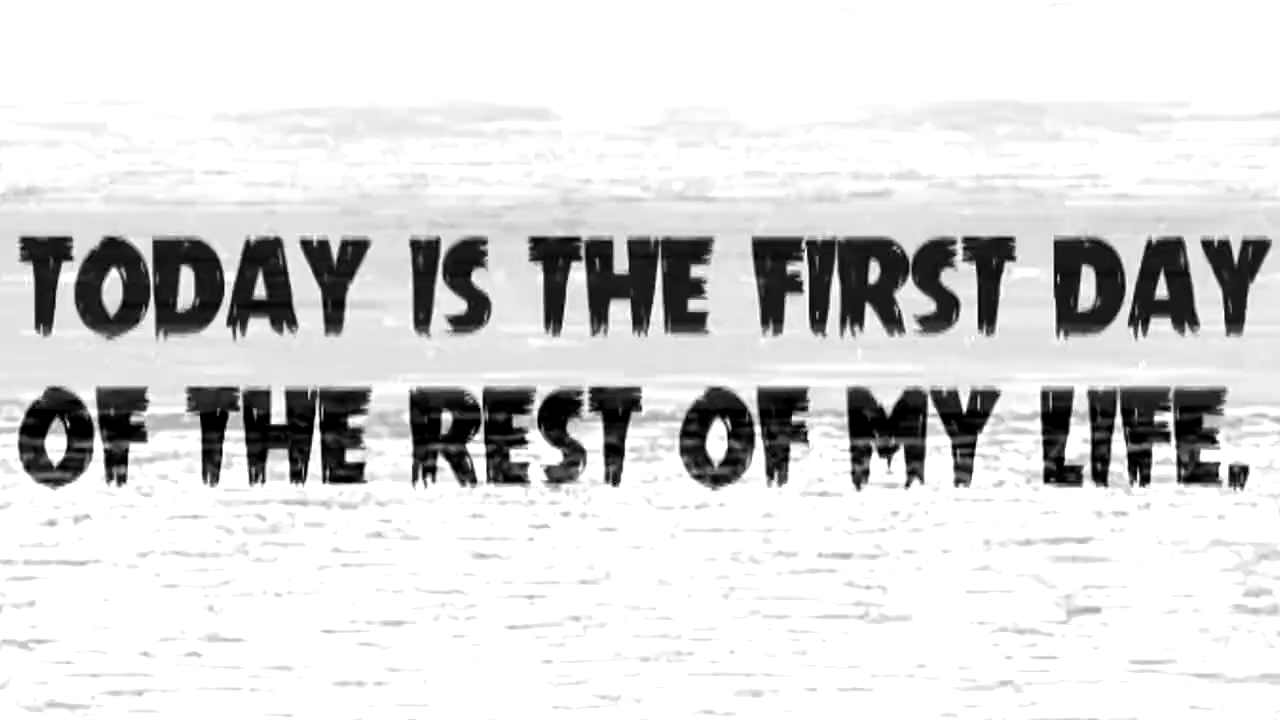 TODAY IS THE FIRST DAY
OF THE REST OF MY LIFE.